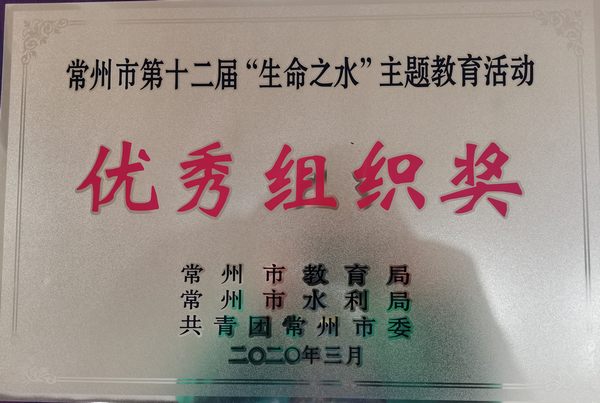 常州市第十二届“生命之水”主题教育活动
优秀组织奖
常州市教育局
常州市水利局
共青团常州市委
二〇二〇年三月